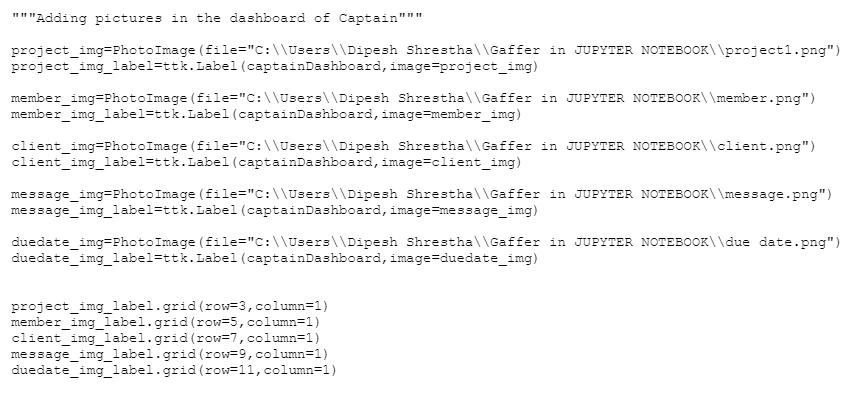 """Adding pictures in the dashboard of Captain"""
project_img=PhotoImage(file="C:\\Users\\Dipesh Shrestha\\Gaffer in JUPYTER NOTEBOOK\\project1.png")
project_img_label=ttk.Label(captainDashboard,image=project_img)
member_img=PhotoImage(file="C:\\Users\\Dipesh Shrestha\\Gaffer in JUPYTER NOTEBOOK\\member.png")
member_img_label=ttk.Label(captainDashboard,image=member_img)
client_img=PhotoImage(file="C:\\Users\\Dipesh Shrestha\\Gaffer in JUPYTER NOTEBOOK\\client.png")
client_img_label=ttk.Label(captainDashboard,image=client_img)
message_img=PhotoImage(file="C:\\Users\\Dipesh Shrestha\\Gaffer in JUPYTER NOTEBOOK\\message.png")
message_img_label=ttk.Label(captainDashboard,image=message_img)
duedate_img=PhotoImage(file="C:\\Users\\Dipesh Shrestha\\Gaffer in JUPYTER NOTEBOOK\\due date.png")
duedate_img_label=ttk.Label(captainDashboard,image=duedate_img)
project_img_label.grid(row=3,column=1)
member_img_label.grid(row=5,column=1)
client_img_label.grid(row=7,column=1)
message_img_label.grid(row=9,column=1)
duedate_img_label.grid(row=11,column=1)